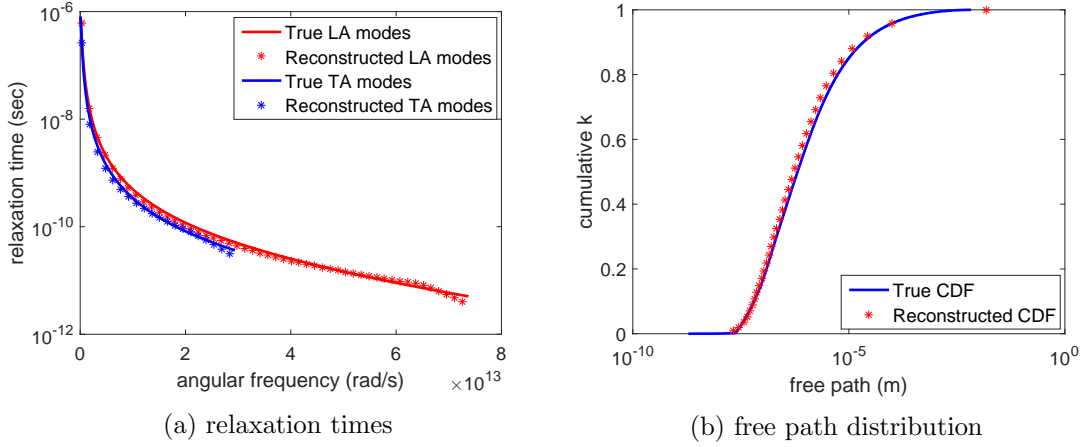 10^-6
10^-8
10^-10
10^-12
relaxation time (sec)
True LA modes
Reconstructed LA modes
True TA modes
Reconstructed TA modes
0
2
4
6
8
×10^13
angular frequency (rad/s)
(a) relaxation times
1
0.8
0.6
0.4
0.2
0
cumulative k
True CDF
Reconstructed CDF
10^-10
10^-5
10^0
free path (m)
(b) free path distribution